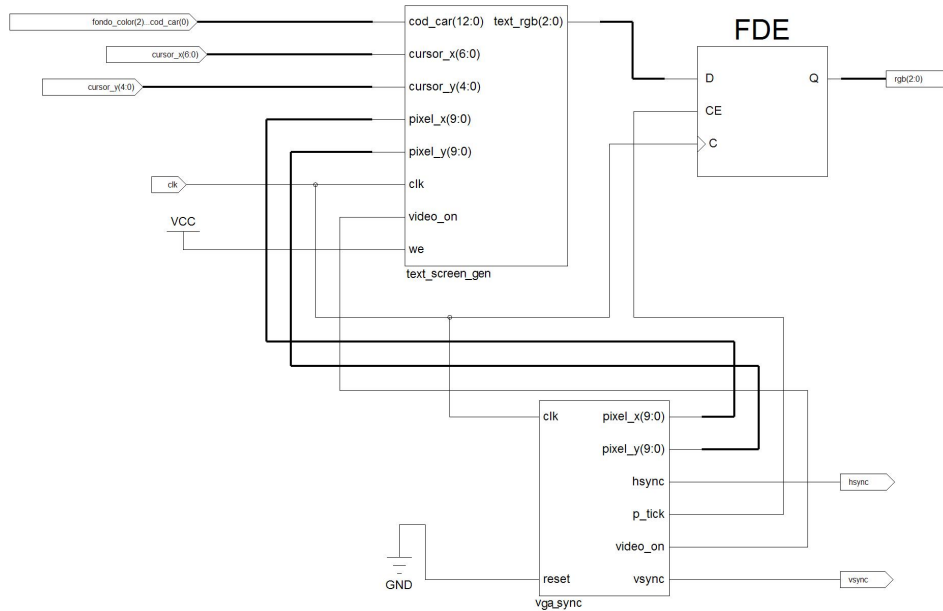 fondo_color(2)...cod_car(0)
cursor_x(6:0)
cursor_y(4:0)
clk
VCC
cod_car(12:0) text_rgb(2:0)
cursor_x(6:0)
cursor_y(4:0)
pixel_x(9:0)
pixel_y(9:0)
clk
video_on
we
text_screen_gen
FDE
D Q
CE
C
rgb(2:0)
clk pixel_x(9:0)
pixel_y(9:0)
hsync
p_tick
video_on
reset vsync
vga_sync
GND
hsync
vsync